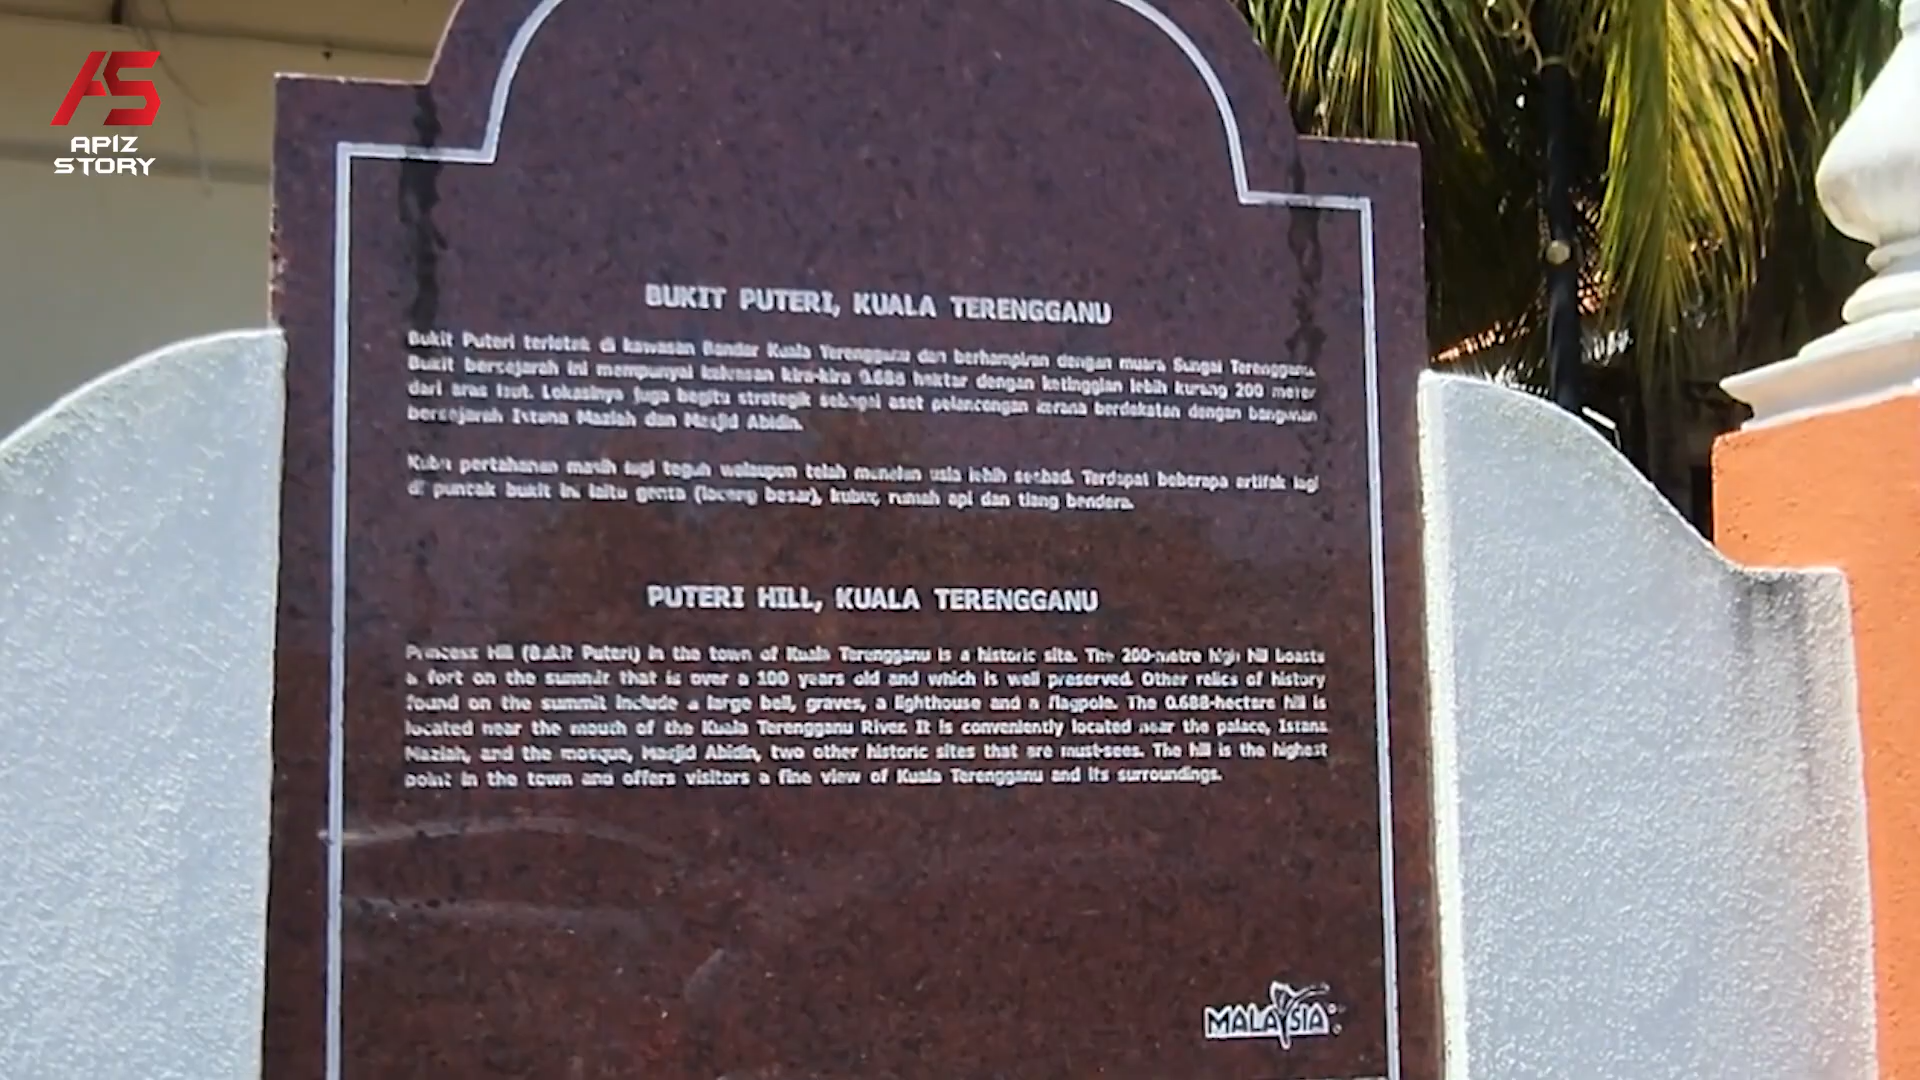 AS
APIZ
STORY
BUKIT PUTERI, KUALA TERENGGANU
Bukit Puteri terletak di kawasan Bandar Kuala Terengganu dan berhampiran dengan muara Sungai Terengganu.
Bukit bersejarah ini mempunyai kawasan kira-kira 0.688 hektar dengan ketinggian lebih kurang 200 meter
dari aras laut. Lokasinya juga begitu strategik sebagai aset pelancongan kerana berdekatan dengan bangunan
bersejarah Istana Maziah dan Masjid Abidin.
Kubu pertahanan masih lagi teguh walaupun telah menelan usia lebih seabad. Terdapat beberapa artifak lagi
di puncak bukit ini iaitu genta (loceng besar), kubur, rumah api dan tiang bendera.
PUTERI HILL, KUALA TERENGGANU
Princess Hill (Bukit Puteri) in the town of Kuala Terengganu is a historic site. The 200-metre high hill boasts
a fort on the summit that is over a 100 years old and which is well preserved. Other relics of history
found on the summit include a large bell, graves, a lighthouse and a flagpole. The 0.688-hectare hill is
located near the mouth of the Kuala Terengganu River. It is conveniently located near the palace, Istana
Maziah, and the mosque, Masjid Abidin, two other historic sites that are must-sees. The hill is the highest
point in the town and offers visitors a fine view of Kuala Terengganu and its surroundings.
MALAYSIA